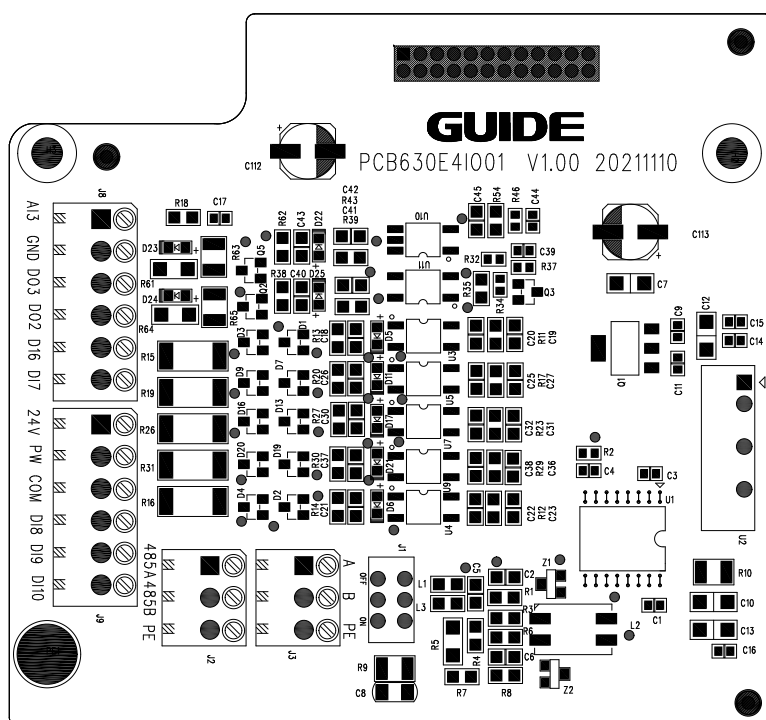 GUIDE
PCB630E4I001 V1.00 20211110
C112
J8
R18
C17
C42
R43
C41
R39
R62
C43
D22
U10
C45
R54
R46
C44
C113
AI3
GND
DO3
DO2
DI6
DI7
D23
R63
Q5
R61
R38
C40
D25
U11
R32
C39
R37
C7
D24
R65
Q2
R35
R34
Q3
R64
D3
D1
R13
C18
D5
U3
C20
R11
C19
C9
C12
C15
C14
R15
Q1
C11
D9
D7
R20
C26
D11
U5
C25
R17
C27
R19
24V
PW
COM
DI8
DI9
DI10
D16
D13
R27
C30
D17
U7
C32
R23
C31
R26
D20
D19
R30
C37
D21
U9
C38
R29
C36
R31
R2
C4
C3
U1
U2
D4
D2
R14
C21
D6
U4
C22
R12
C23
R16
J9
485A
485B
PE
J2
A
B
PE
J3
J1
OFF
ON
L1
L3
C5
C2
R1
R3
R6
C6
R8
R5
R4
R7
R9
C8
Z1
L2
Z2
C1
R10
C10
C13
C16